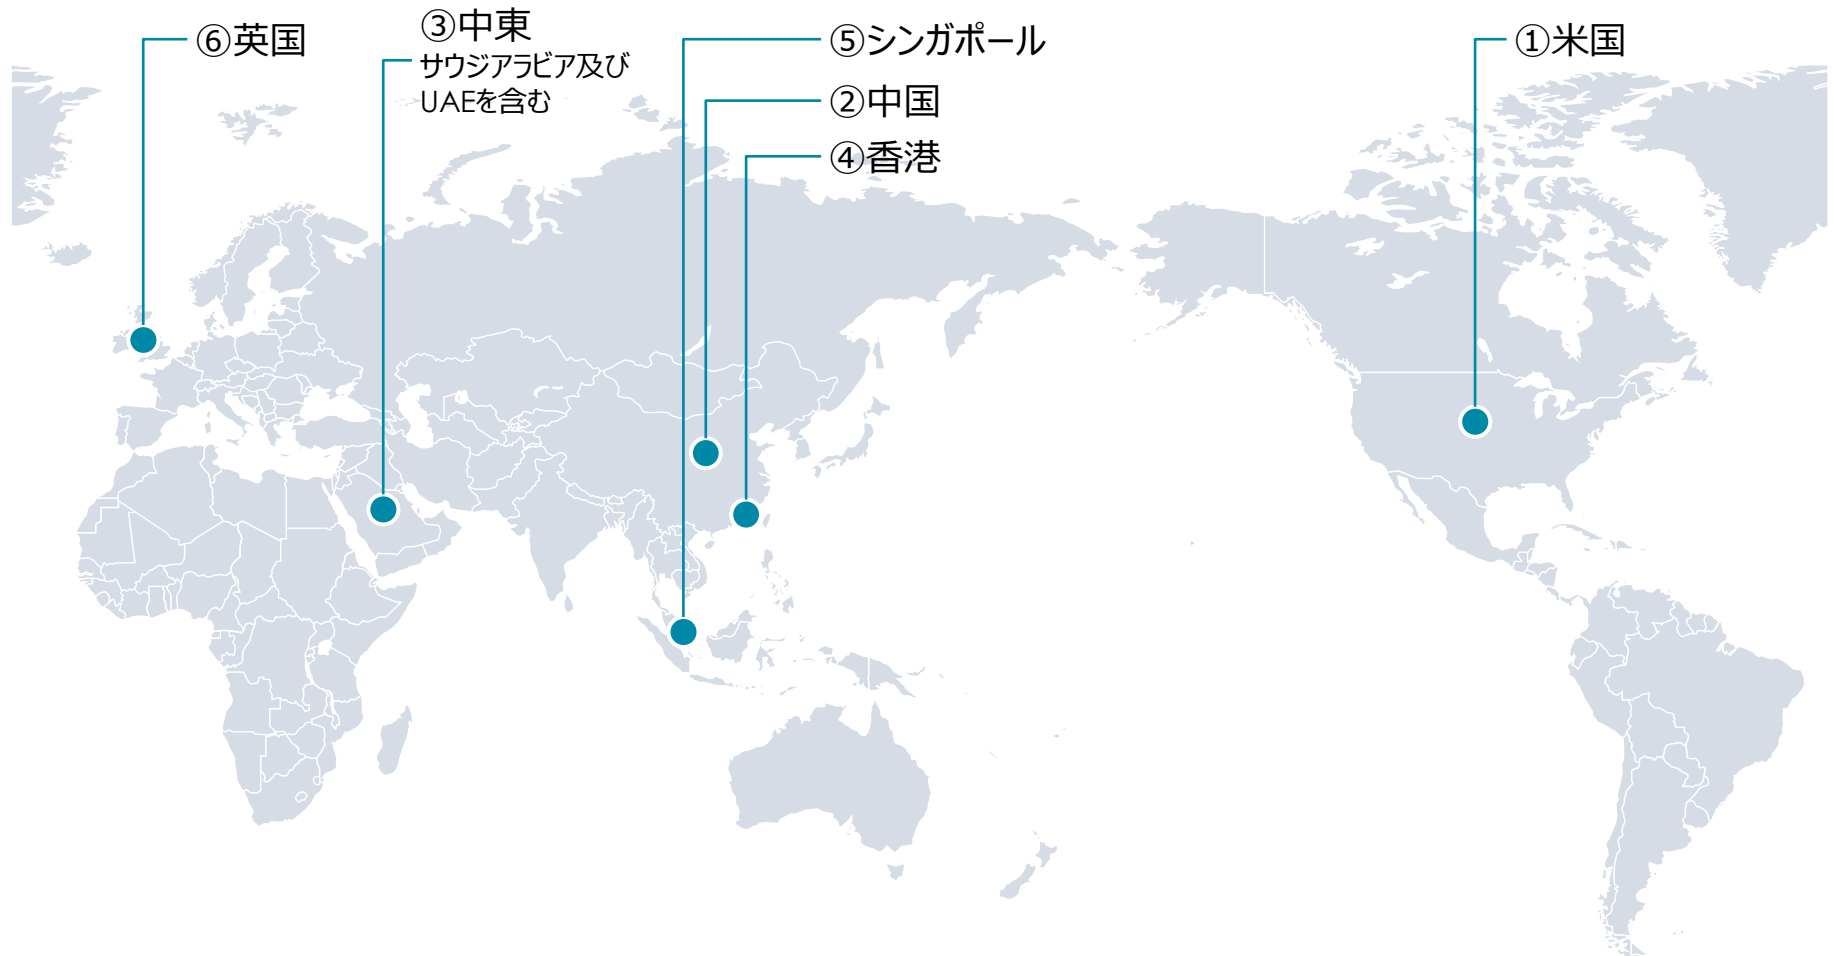 ⑥英国
③中東
サウジアラビア及び
UAEを含む
⑤シンガポール
②中国
④香港
①米国